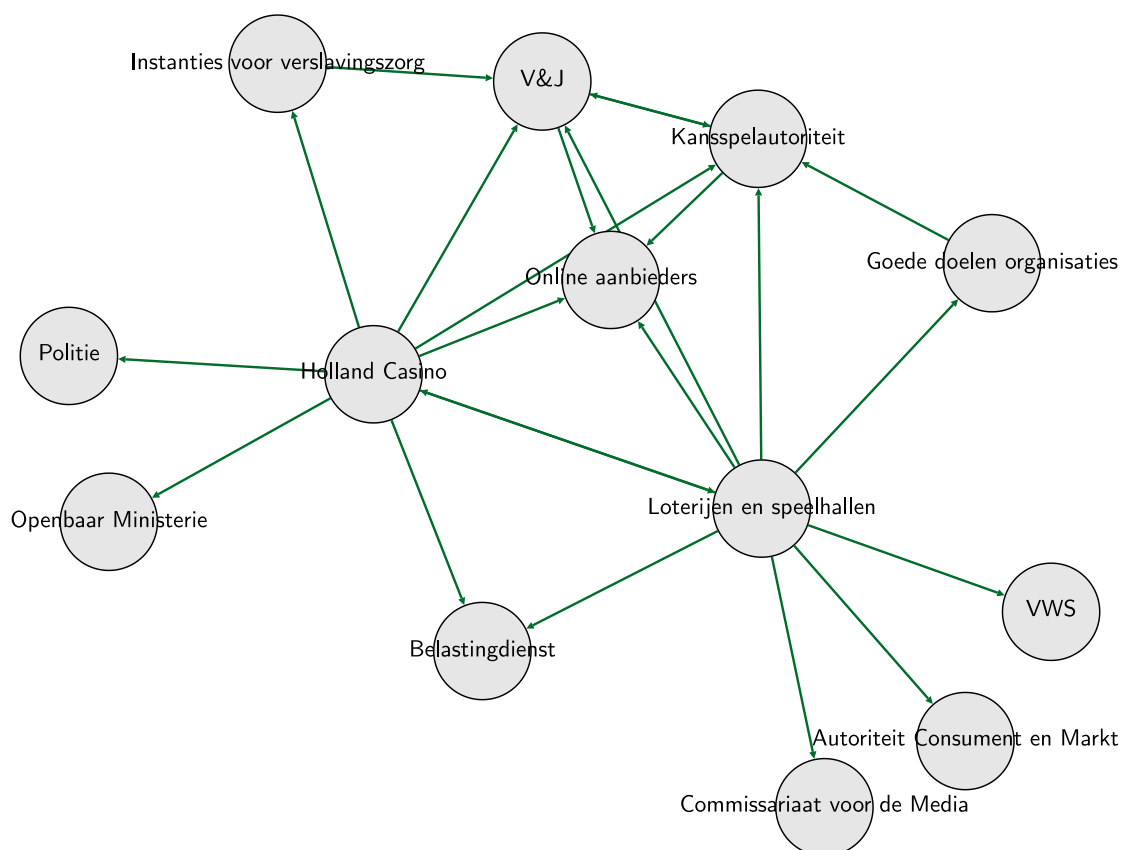 Instanties voor verslavingszorg
V&J
Kansspelautoriteit
Goede doelen organisaties
Online aanbieders
Politie
Holland Casino
Loterijen en speelhallen
Openbaar Ministerie
VWS
Belastingdienst
Autoriteit Consument en Markt
Commissariaat voor de Media